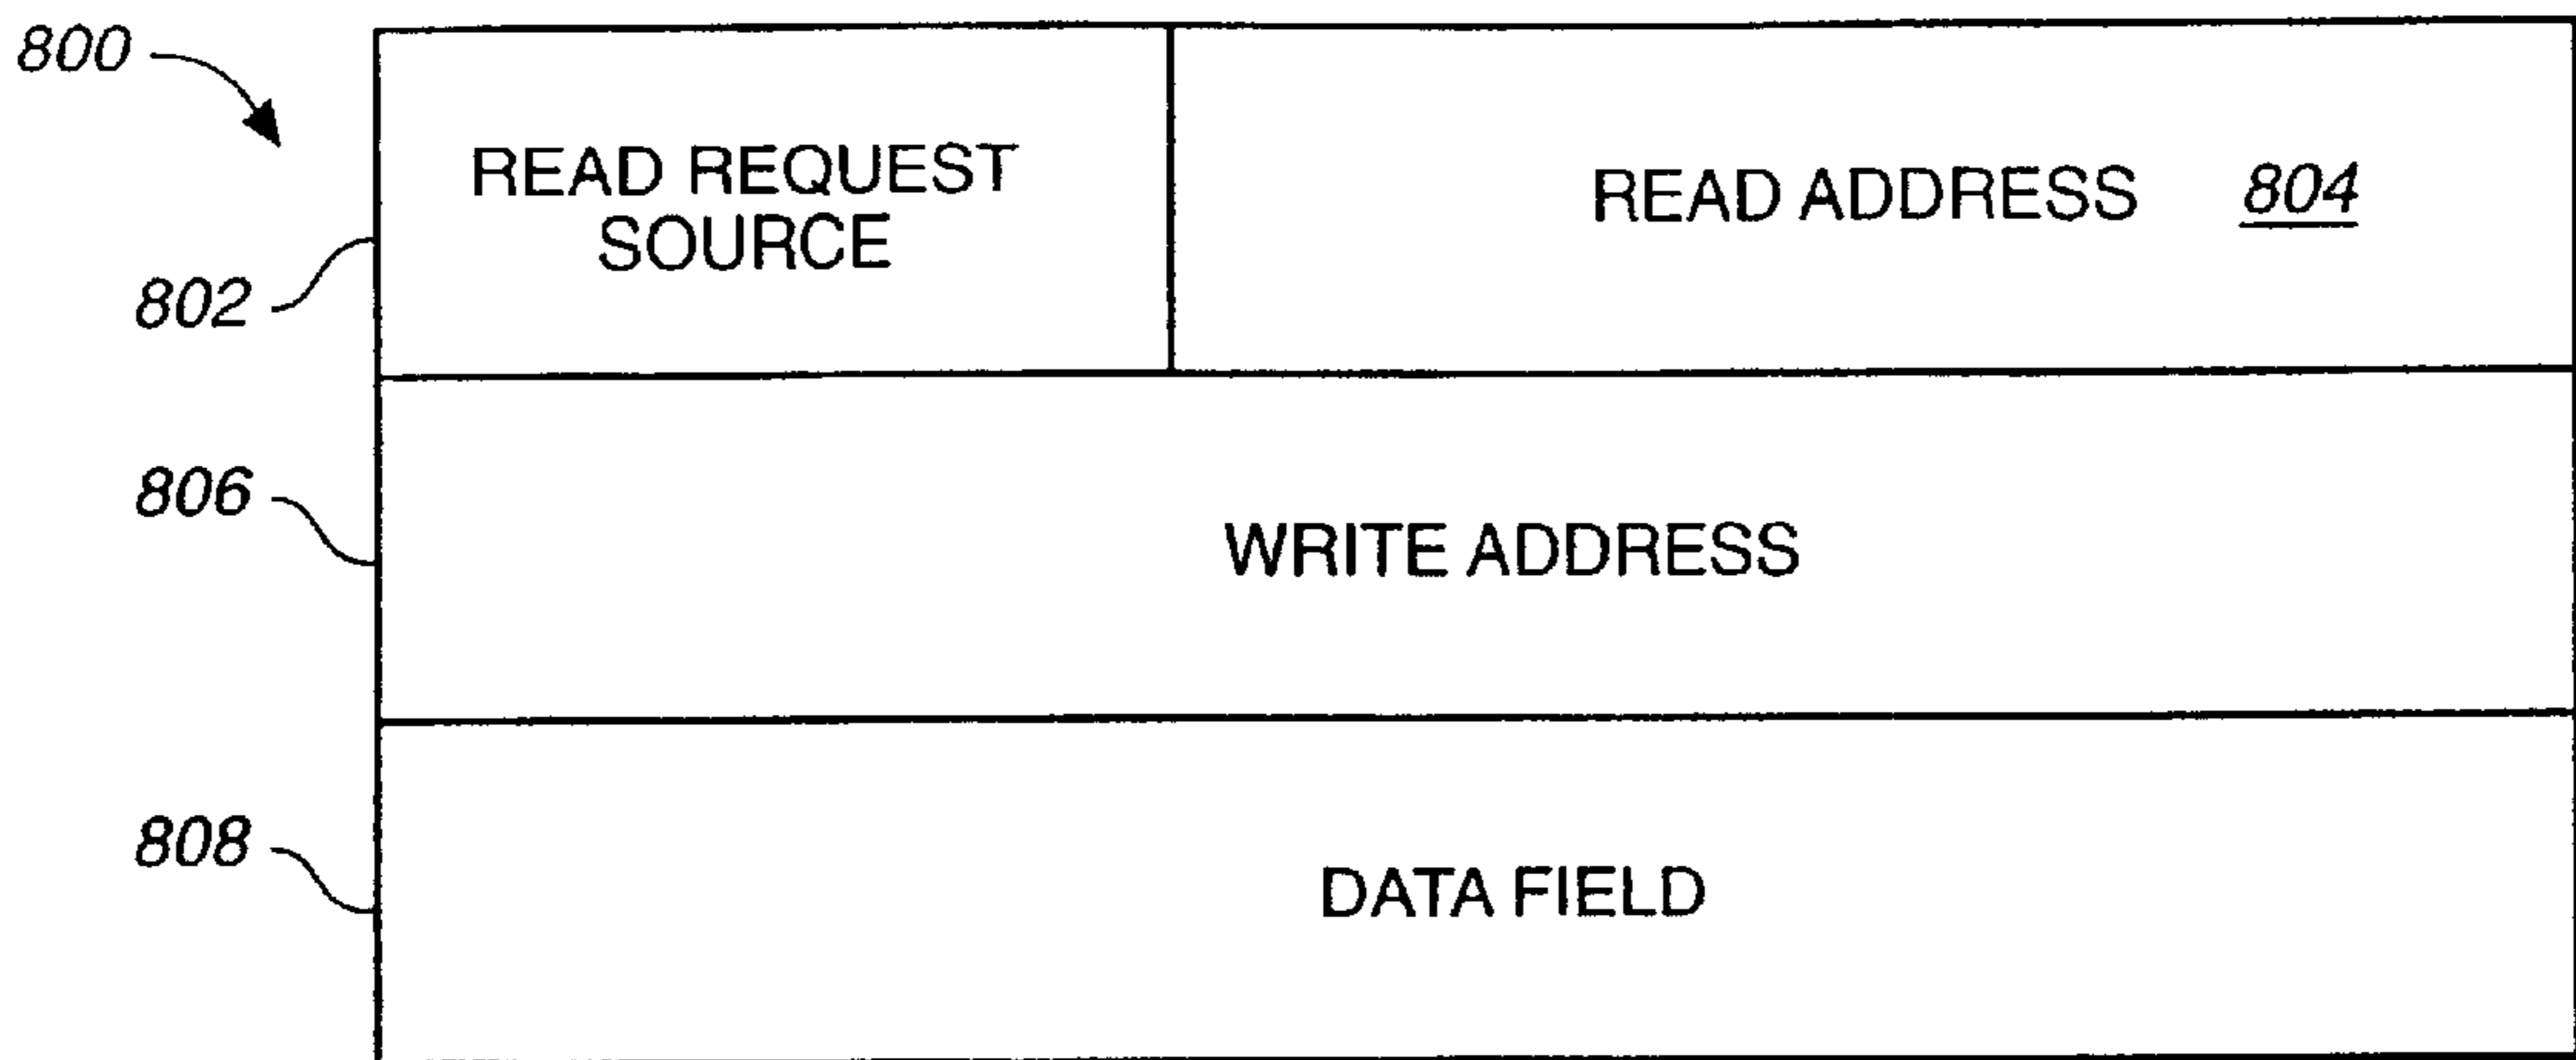 800
READ REQUEST
SOURCE
READ ADDRESS 804
802
806
WRITE ADDRESS
808
DATA FIELD